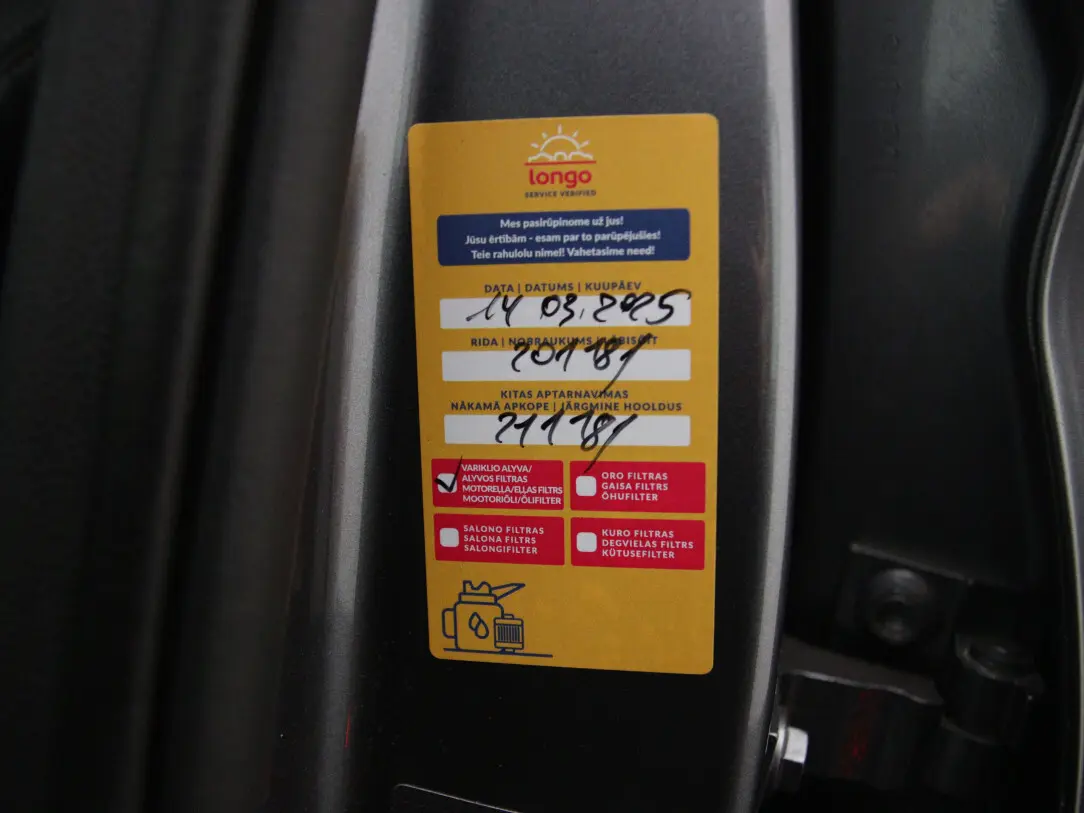 longo
SERVICE VERIFIED
Mes pasirūpinome už jus!
Jūsu ērtībām - esam par to parūpējušies!
Teie rahulolu nimel! Vahetasime need!
DATA | DATUMS | KUUPÄEV
14 03.2025
RIDA | NOBRAUKUMS | LÄBISÕIT
201181
KITAS APTARNAVIMAS
NĀKAMĀ APKOPE | JÄRGMINE HOOLDUS
211181
VARIKLIO ALYVA/
ALYVOS FILTRAS
MOTOREĻĻA/EĻĻAS FILTRS
MOOTORIÕLI/ÕLIFILTER
ORO FILTRAS
GAISA FILTRS
ÕHUFILTER
SALONO FILTRAS
SALONA FILTRS
SALONGIFILTER
KURO FILTRAS
DEGVIELAS FILTRS
KÜTUSEFILTER